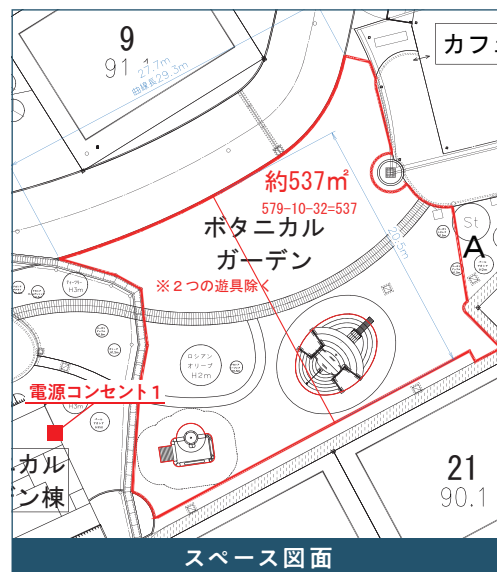 9
91.1
27.7m
曲線長29.3m
カフェ
約537㎡
579-10-32=537
ボタニカル
ガーデン
※２つの遊具除く
20.5m
St
A
H3m
ロシアン
オリーブ
H2m
電源コンセント1
H3m
カル
ン棟
21
90.1
スペース図面